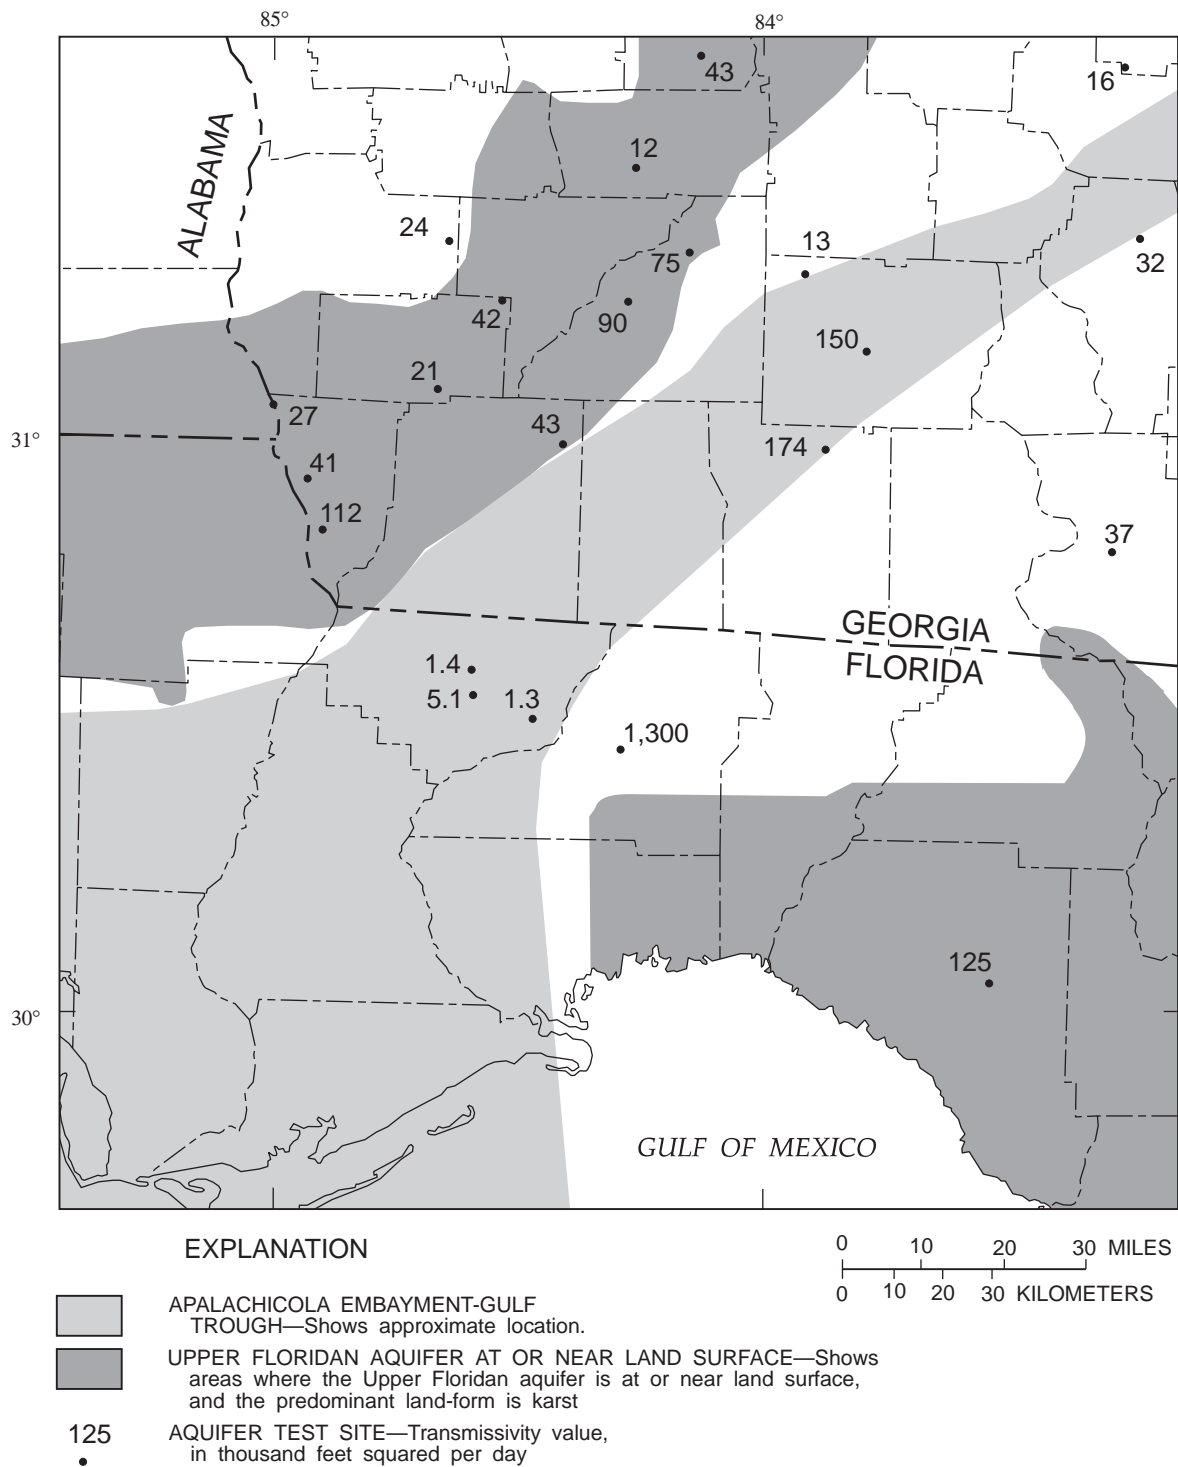 85°
84°
43
16
ALABAMA
12
24
13
75
32
42
90
150
21
27
43
31°
174
41
112
37
GEORGIA
FLORIDA
1.4
5.1
1.3
1,300
125
30°
GULF OF MEXICO
EXPLANATION
0 10 20 30 MILES
0 10 20 30 KILOMETERS
APALACHICOLA EMBAYMENT-GULF
TROUGH—Shows approximate location.
UPPER FLORIDAN AQUIFER AT OR NEAR LAND SURFACE—Shows
areas where the Upper Floridan aquifer is at or near land surface,
and the predominant land-form is karst
125
AQUIFER TEST SITE—Transmissivity value,
in thousand feet squared per day